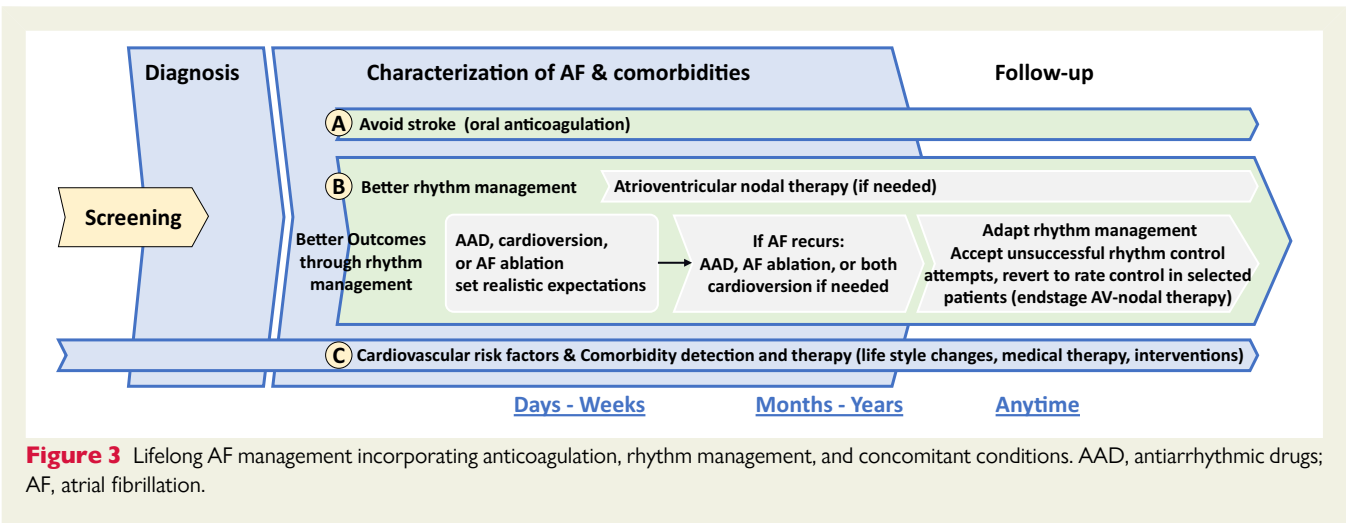 Diagnosis
Characterization of AF & comorbidities
Follow-up
A Avoid stroke (oral anticoagulation)
B Better rhythm management
Atrioventricular nodal therapy (if needed)
Screening
Better Outcomes
through rhythm
management
AAD, cardioversion,
or AF ablation
set realistic expectations
If AF recurs:
AAD, AF ablation, or both
cardioversion if needed
Adapt rhythm management
Accept unsuccessful rhythm control
attempts, revert to rate control in selected
patients (endstage AV-nodal therapy)
C Cardiovascular risk factors & Comorbidity detection and therapy (life style changes, medical therapy, interventions)
Days - Weeks
Months - Years
Anytime
Figure 3 Lifelong AF management incorporating anticoagulation, rhythm management, and concomitant conditions. AAD, antiarrhythmic drugs;
AF, atrial fibrillation.